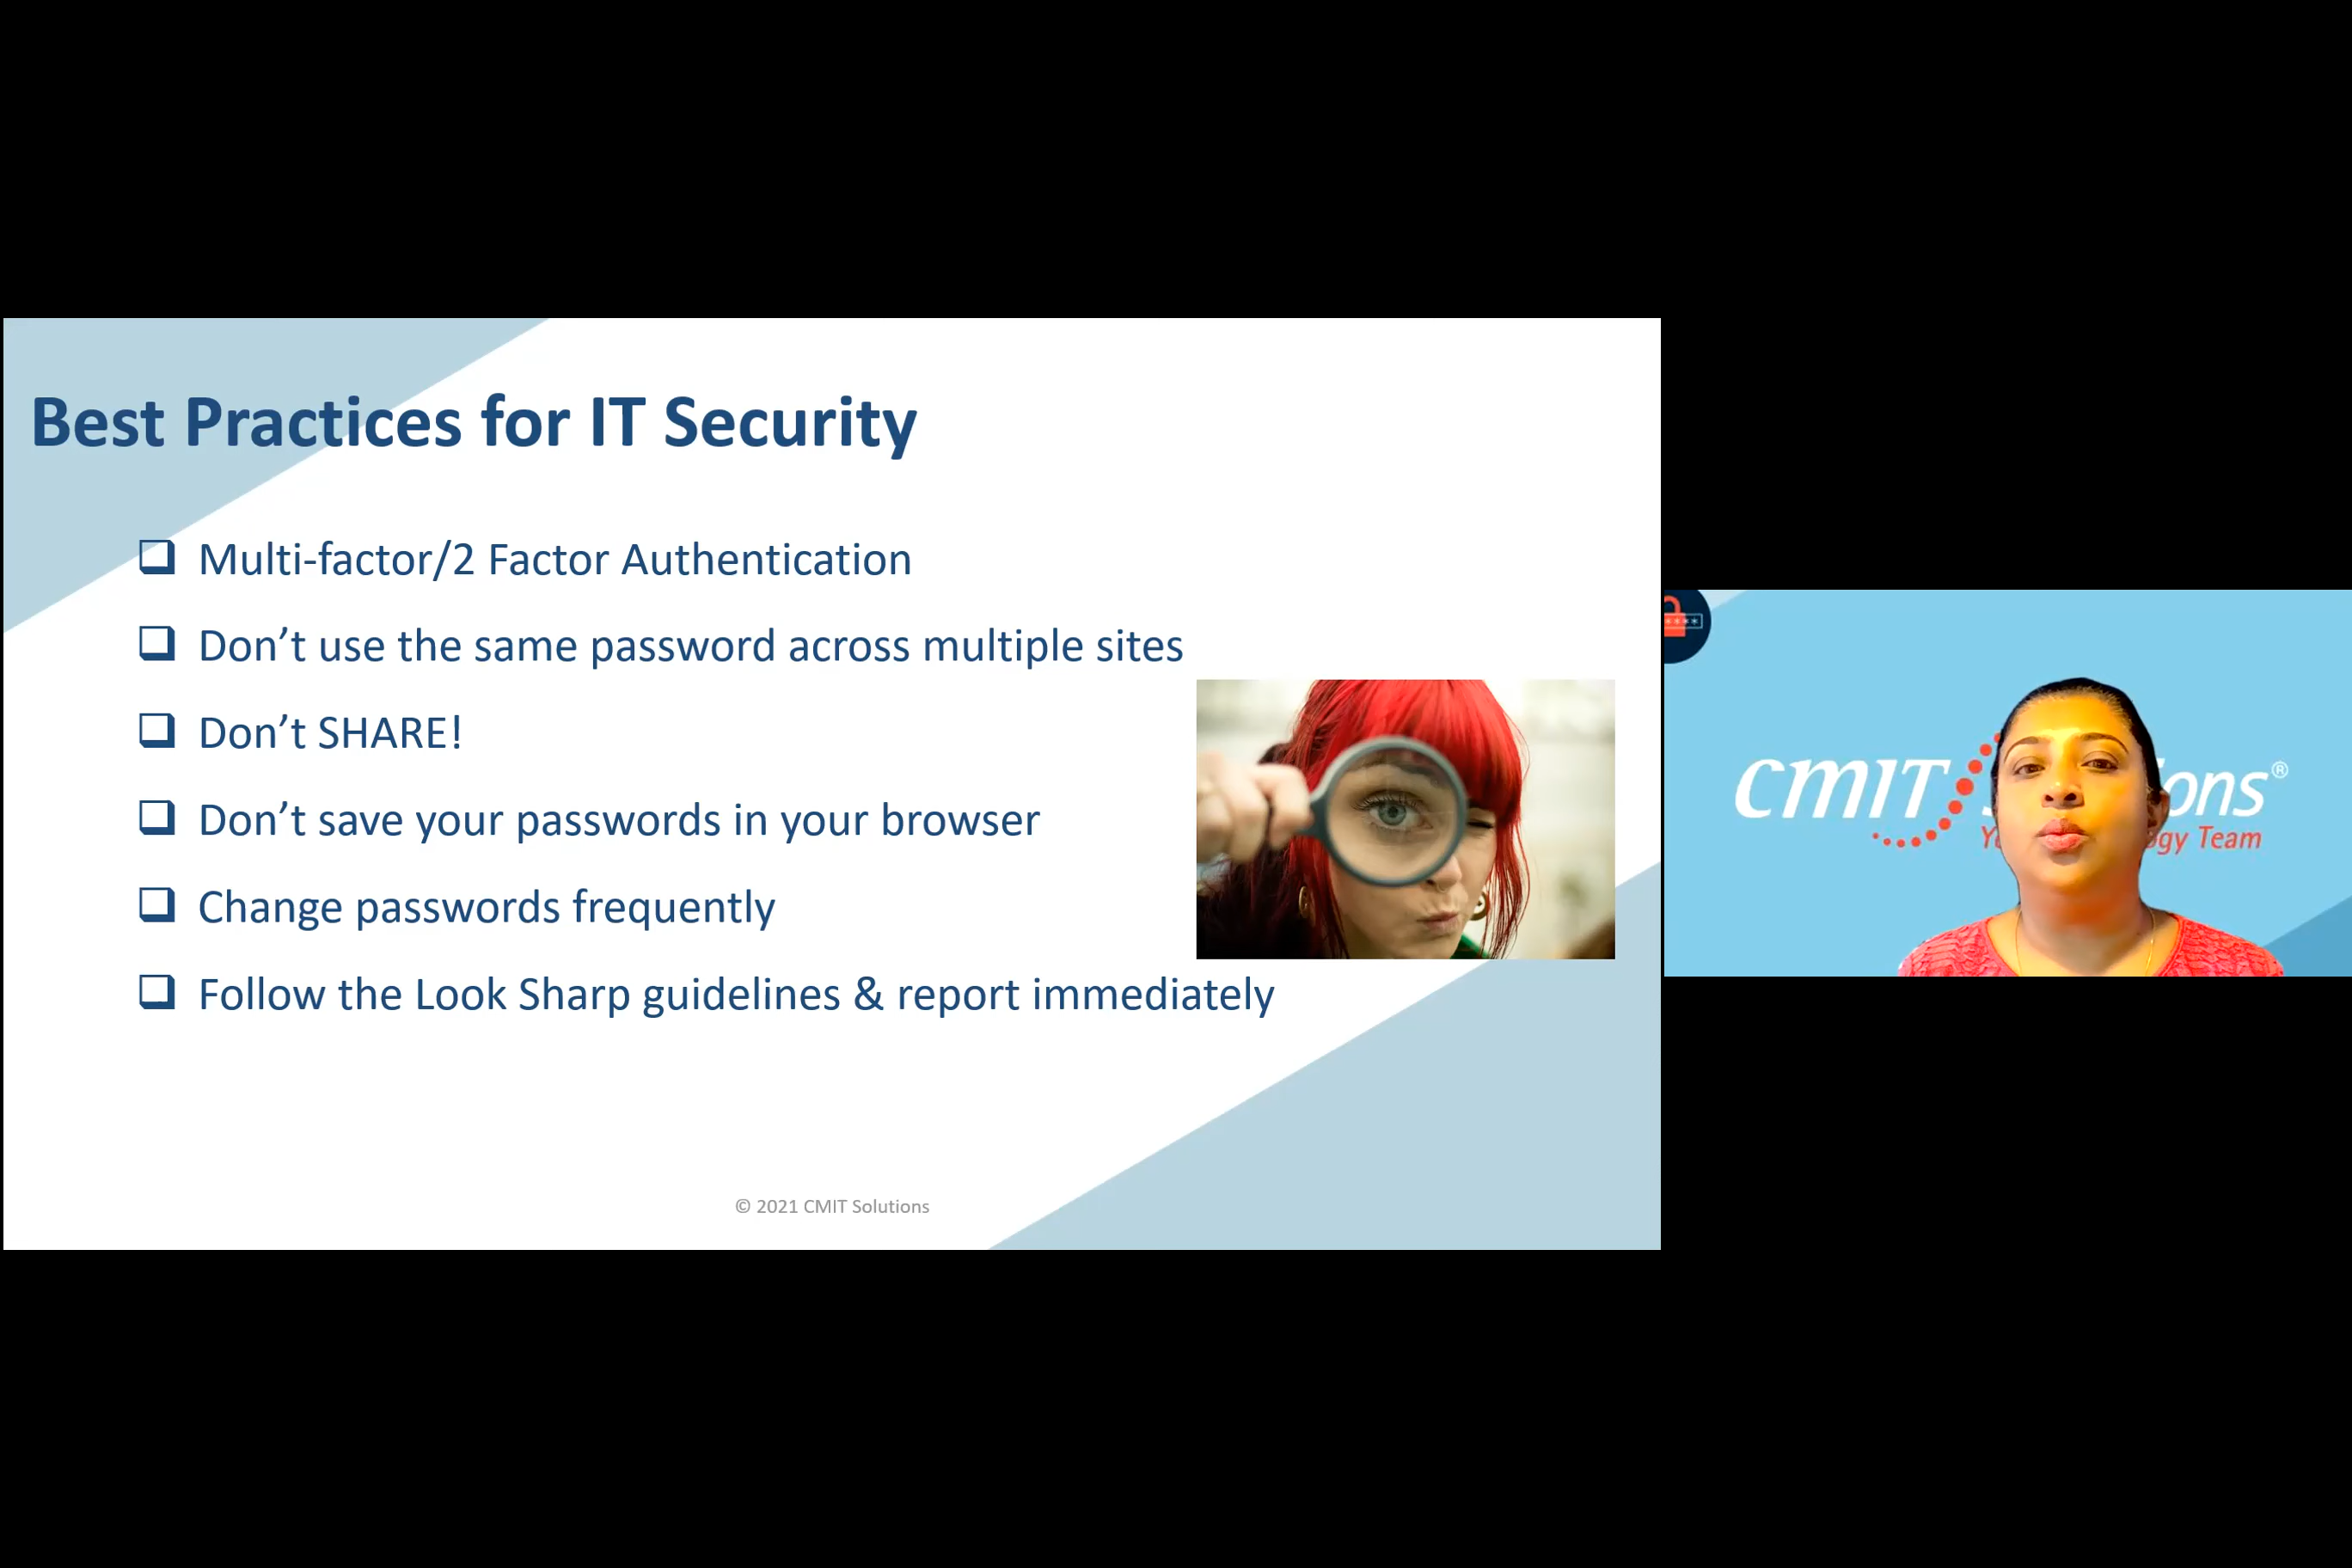 Best Practices for IT Security
Multi-factor/2 Factor Authentication
Don’t use the same password across multiple sites
Don’t SHARE!
Don’t save your passwords in your browser
Change passwords frequently
Follow the Look Sharp guidelines & report immediately
© 2021 CMIT Solutions
****
CMIT ons®
gy Team